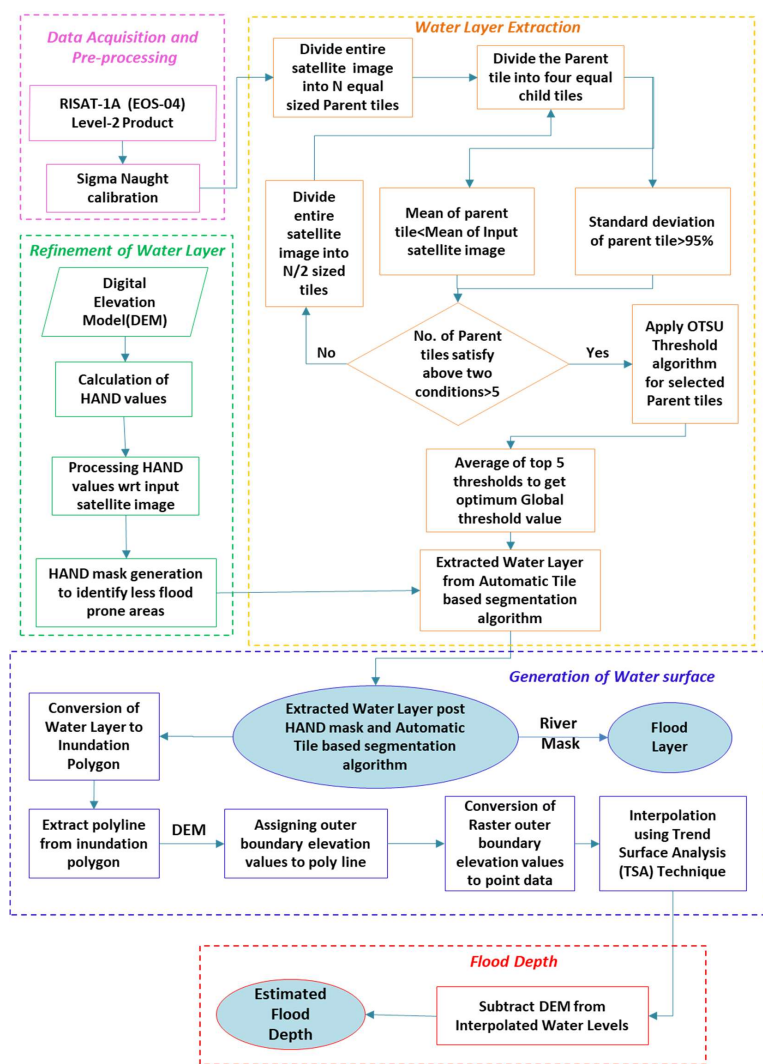 Data Acquisition and
Pre-processing
RISAT-1A (EOS-04)
Level-2 Product
Sigma Naught
calibration
Water Layer Extraction
Divide entire
satellite image
into N equal
sized Parent tiles
Divide the Parent
tile into four equal
child tiles
Divide
entire
satellite
image into
N/2 sized
tiles
Mean of parent
tile<Mean of Input
satellite image
Standard deviation
of parent tile>95%
No. of Parent
tiles satisfy
above two
conditions>5
No
Yes
Apply OTSU
Threshold
algorithm
for selected
Parent tiles
Average of top 5
thresholds to get
optimum Global
threshold value
Extracted Water Layer
from Automatic Tile
based segmentation
algorithm
Refinement of Water Layer
Digital
Elevation
Model(DEM)
Calculation of
HAND values
Processing HAND
values wrt input
satellite image
HAND mask generation
to identify less flood
prone areas
Generation of Water surface
Extracted Water Layer post
HAND mask and Automatic
Tile based segmentation
algorithm
River
Mask
Flood
Layer
Conversion of
Water Layer to
Inundation
Polygon
Extract polyline
from inundation
polygon
DEM
Assigning outer
boundary elevation
values to poly line
Conversion of
Raster outer
boundary
elevation values
to point data
Interpolation
using Trend
Surface Analysis
(TSA) Technique
Flood Depth
Subtract DEM from
Interpolated Water Levels
Estimated
Flood
Depth